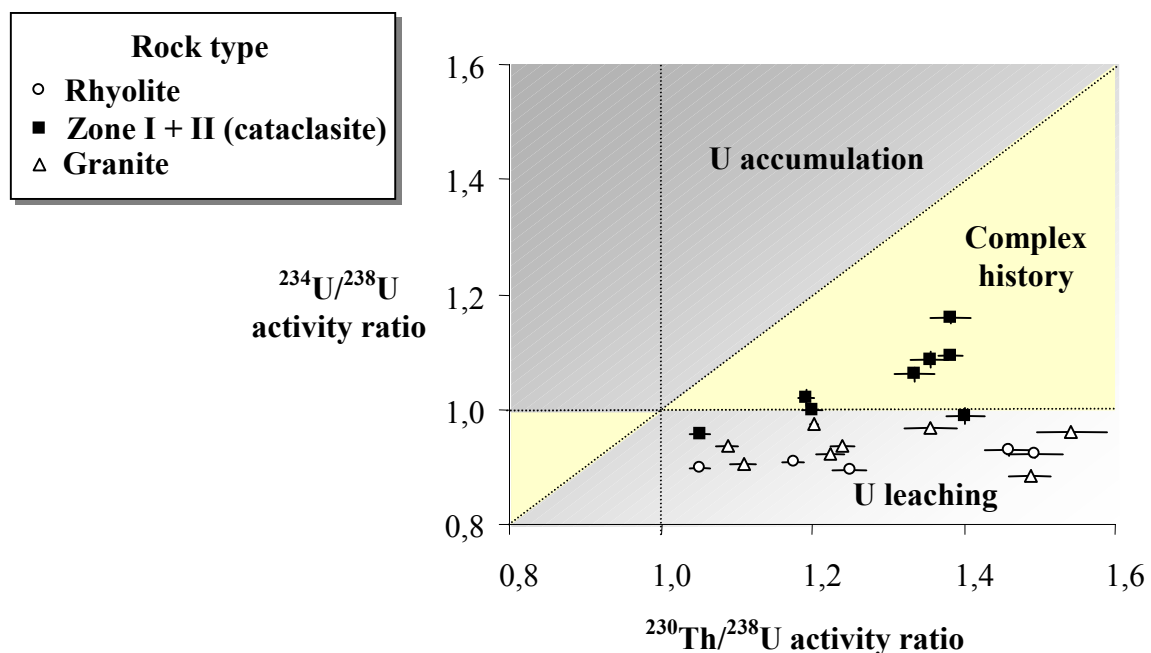 Rock type
Rhyolite
Zone I + II (cataclasite)
Granite
1,6
U accumulation
1,4
Complex
history
²³⁴U/²³⁸U
activity ratio
1,2
1,0
U leaching
0,8
0,8 1,0 1,2 1,4 1,6
²³⁰Th/²³⁸U activity ratio